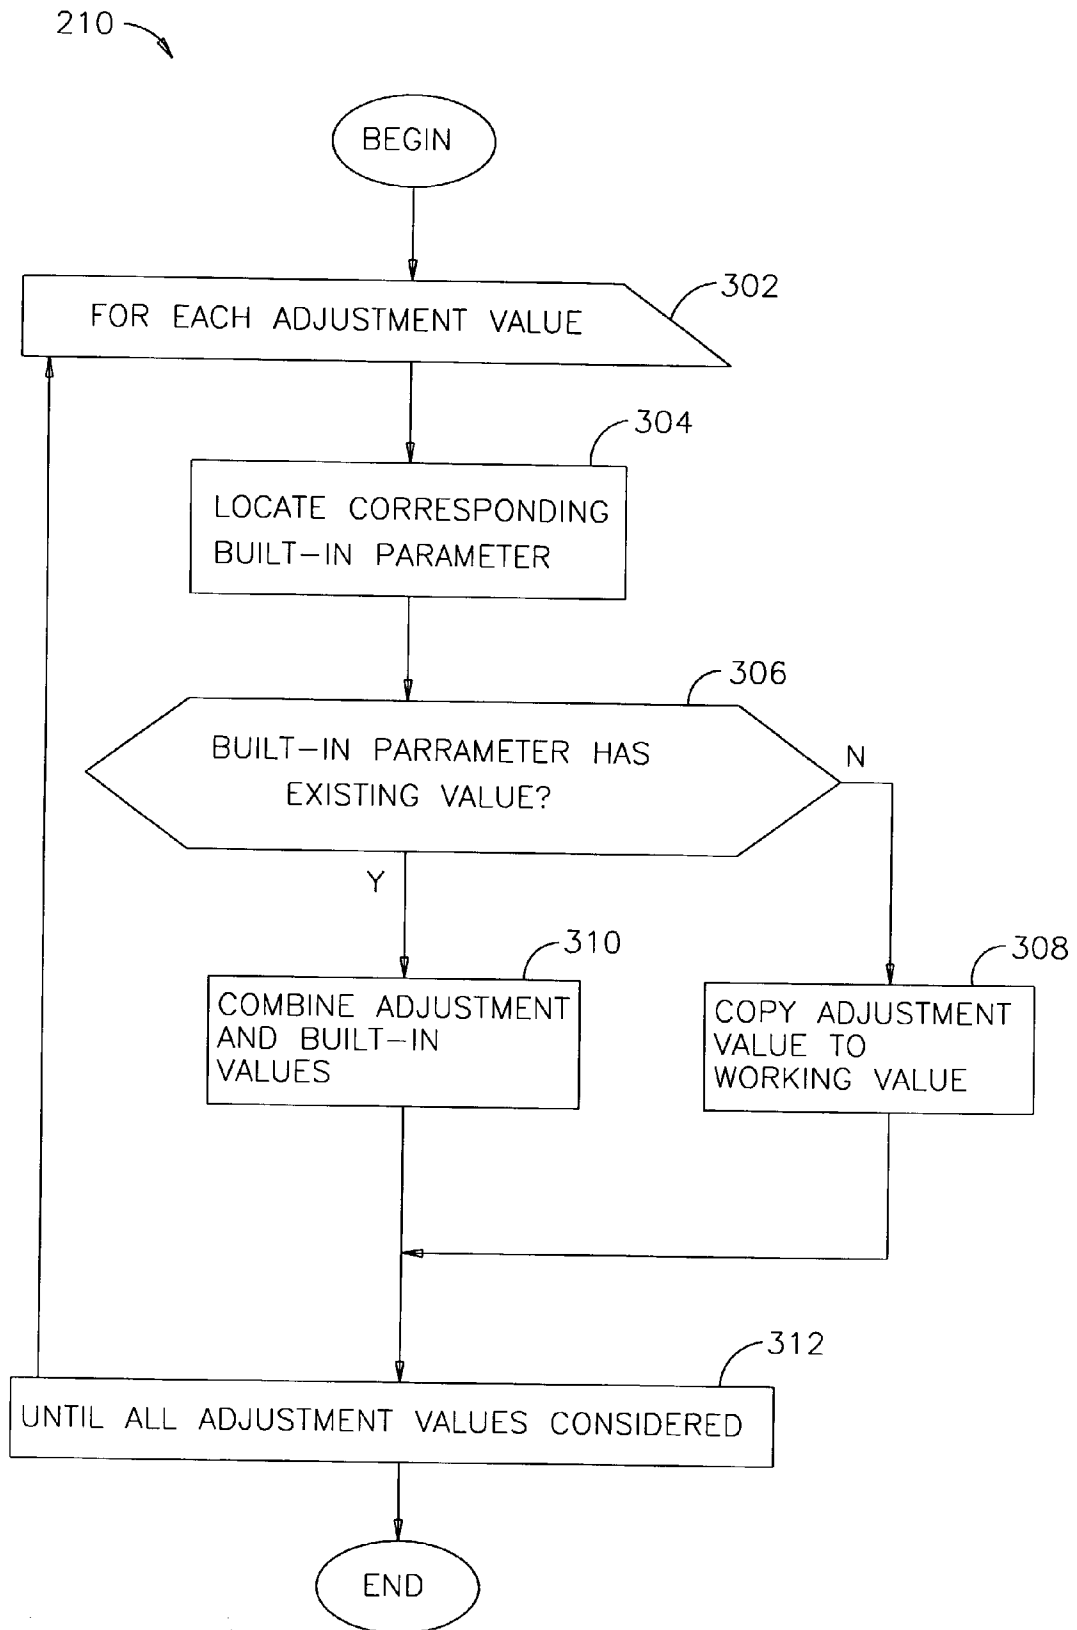 210
BEGIN
302
FOR EACH ADJUSTMENT VALUE
304
LOCATE CORRESPONDING
BUILT-IN PARAMETER
306
BUILT-IN PARRAMETER HAS
EXISTING VALUE?
N
Y
310
COMBINE ADJUSTMENT
AND BUILT-IN
VALUES
308
COPY ADJUSTMENT
VALUE TO
WORKING VALUE
312
UNTIL ALL ADJUSTMENT VALUES CONSIDERED
END